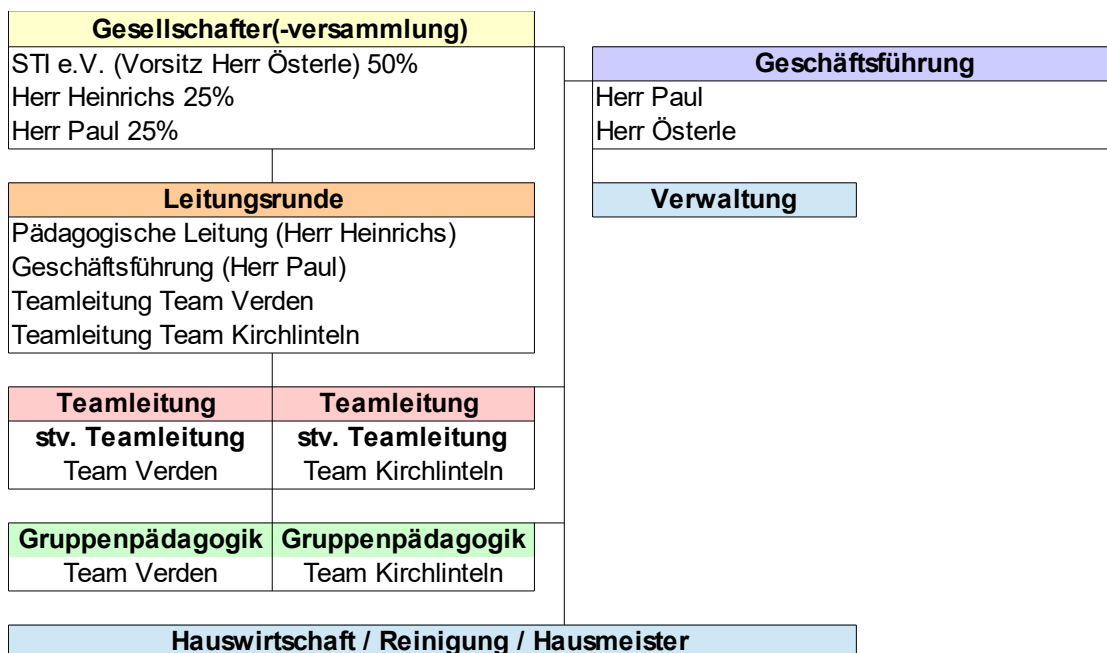 Gesellschafter(-versammlung)
STI e.V. (Vorsitz Herr Österle) 50%
Herr Heinrichs 25%
Herr Paul 25%
Geschäftsführung
Herr Paul
Herr Österle
Verwaltung
Leitungsrunde
Pädagogische Leitung (Herr Heinrichs)
Geschäftsführung (Herr Paul)
Teamleitung Team Verden
Teamleitung Team Kirchlinteln
Teamleitung
stv. Teamleitung
Team Verden
Teamleitung
stv. Teamleitung
Team Kirchlinteln
Gruppenpädagogik
Team Verden
Gruppenpädagogik
Team Kirchlinteln
Hauswirtschaft / Reinigung / Hausmeister